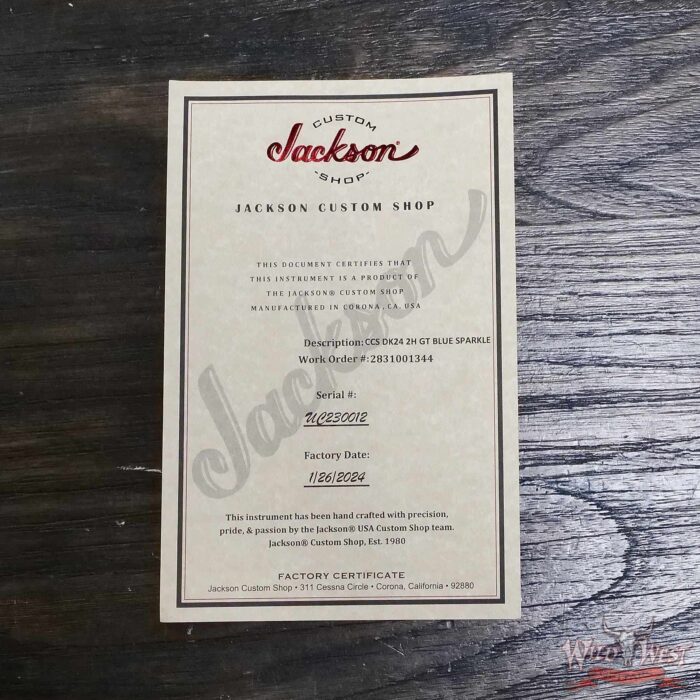 CUSTOM
Jackson®
-SHOP-
JACKSON CUSTOM SHOP
Jackson
THIS DOCUMENT CERTIFIES THAT
THIS INSTRUMENT IS A PRODUCT OF
THE JACKSON® CUSTOM SHOP
MANUFACTURED IN CORONA, CA. USA
Description: CCS DK24 2H GT BLUE SPARKLE
Work Order #: 2831001344
Serial #:
UC230012
Factory Date:
1/26/2024
This instrument has been hand crafted with precision,
pride, & passion by the Jackson® USA Custom Shop team.
Jackson® Custom Shop, Est. 1980
FACTORY CERTIFICATE
Jackson Custom Shop • 311 Cessna Circle • Corona, California • 92880
WILD WEST